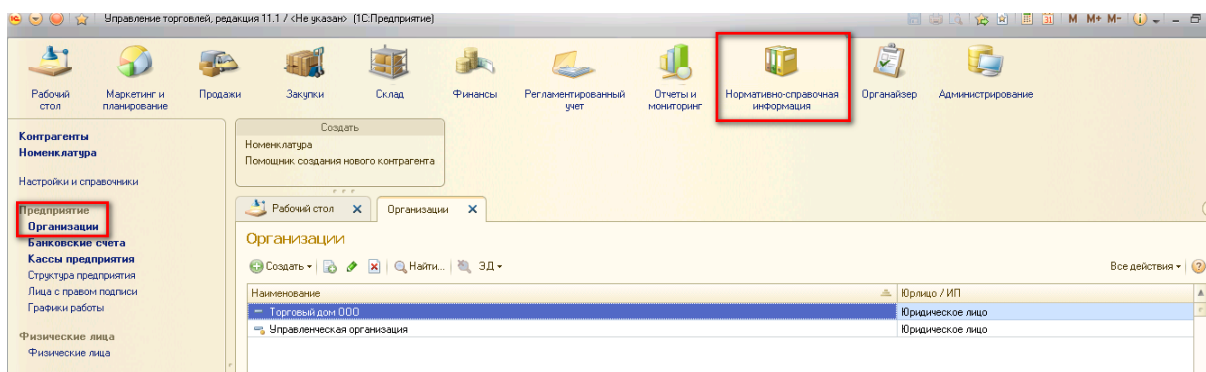 Управление торговлей, редакция 11.1 / <Не указан> (1С:Предприятие)
M M+ M-
Рабочий стол
Маркетинг и планирование
Продажи
Закупки
Склад
Финансы
Регламентированный учет
Отчеты и мониторинг
Нормативно-справочная информация
Органайзер
Администрирование
Контрагенты
Номенклатура
Настройки и справочники
Предприятие
Организации
Банковские счета
Кассы предприятия
Структура предприятия
Лица с правом подписи
Графики работы
Физические лица
Физические лица
Создать
Номенклатура
Помощник создания нового контрагента
Рабочий стол
Организации
Организации
Создать
Найти...
ЭД
Все действия
Наименование
Юрлицо / ИП
Торговый дом ООО
Юридическое лицо
Управленческая организация
Юридическое лицо